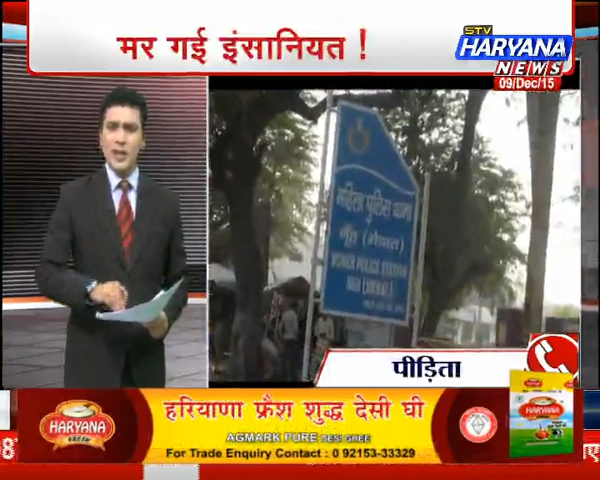 मर गई इंसानियत !
STV
HARYANA
NEWS
09/Dec/15
महिला पुलिस थाना
नूंह (मेवात)
WOMEN POLICE STATION
NUH (MEWAT)
पीड़िता
HARYANA
FRESH
हरियाणा फ्रैश शुद्ध देसी घी
AGMARK PURE DESI GHEE
For Trade Enquiry Contact : 0 92153-33329
HARYANA